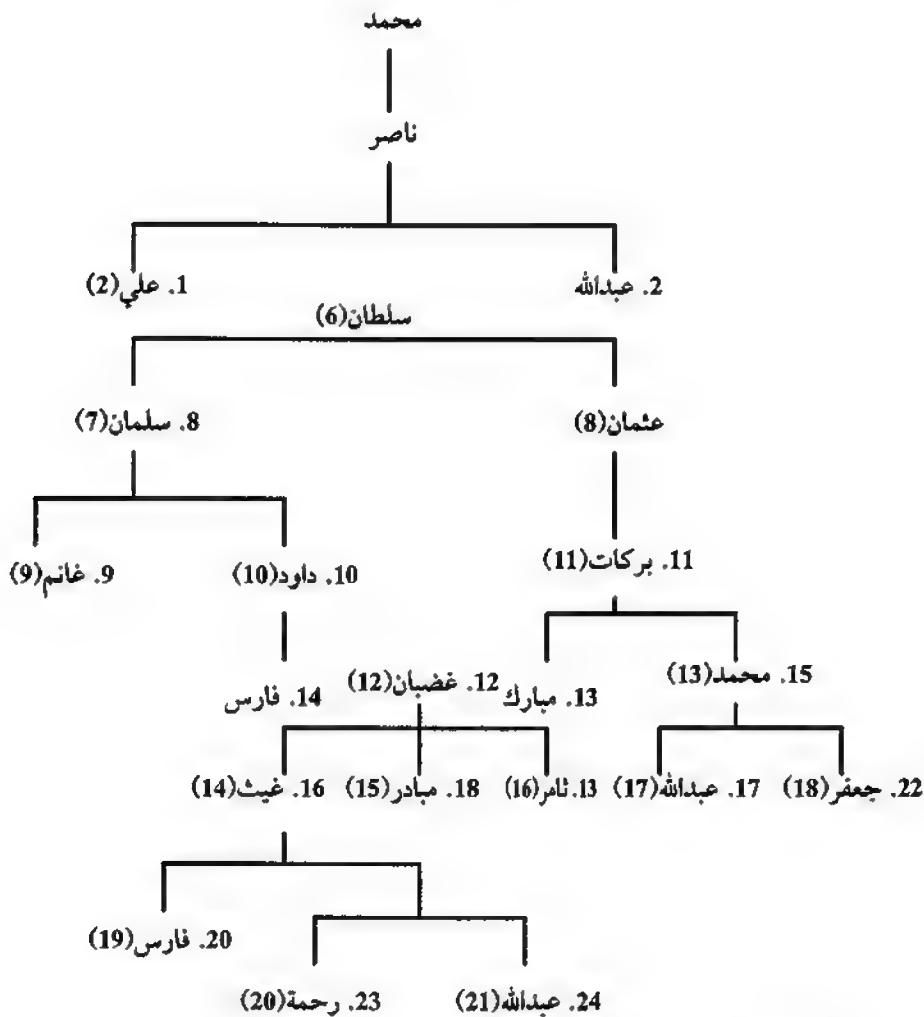 محمد
ناصر
2. عبدالله 1. علي(2)
سلطان(6)
عثمان(8) 8. سلمان(7)
11. بركات(11) 10. داود(10) 9. غانم(9)
15. محمد(13) 13. مبارك 12. غضبان(12) 14. فارس
22. جعفر(18) 17. عبدالله(17) 13. ثامر(16) 18. مبادر(15) 16. غيث(14)
20. فارس(19)
24. عبدالله(21) 23. رحمة(20)